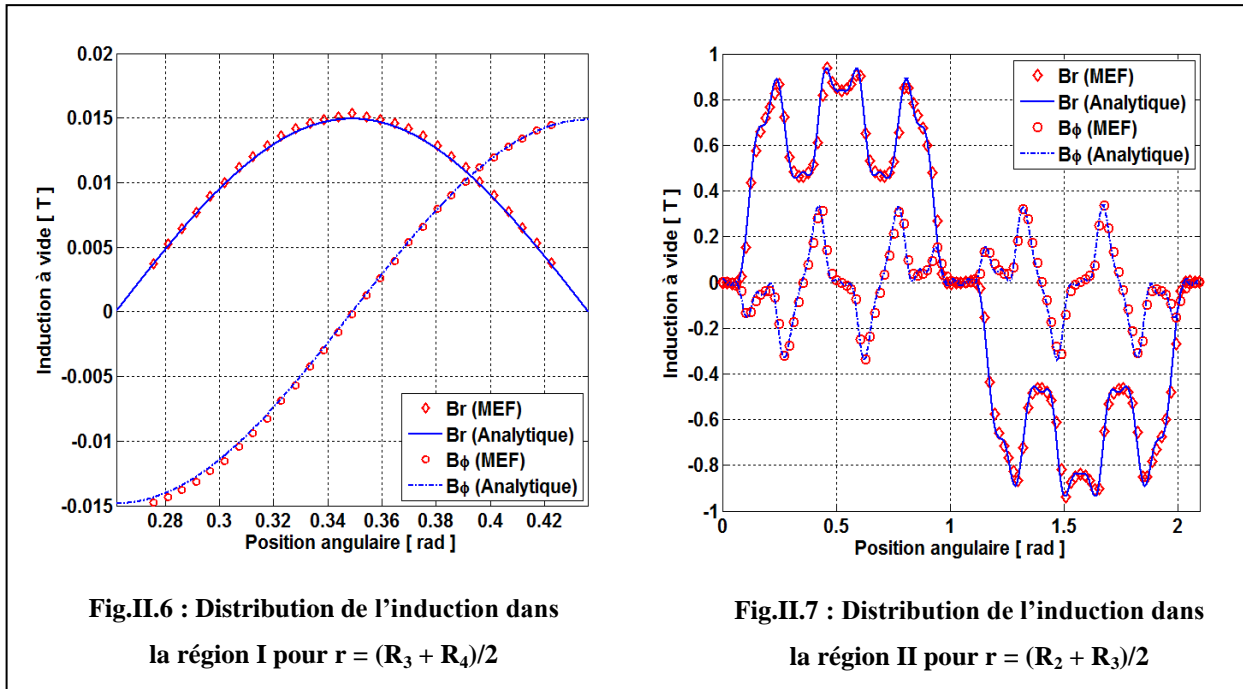 0.02
0.015
0.01
0.005
0
-0.005
-0.01
-0.015
0.28 0.3 0.32 0.34 0.36 0.38 0.4 0.42
Induction à vide [ T ]
Position angulaire [ rad ]
Br (MEF)
Br (Analytique)
Bϕ (MEF)
Bϕ (Analytique)
Fig.II.6 : Distribution de l’induction dans
la région I pour r = (R₃ + R₄)/2
1
0.8
0.6
0.4
0.2
0
-0.2
-0.4
-0.6
-0.8
-1
0 0.5 1 1.5 2
Induction à vide [ T ]
Position angulaire [ rad ]
Br (MEF)
Br (Analytique)
Bϕ (MEF)
Bϕ (Analytique)
Fig.II.7 : Distribution de l’induction dans
la région II pour r = (R₂ + R₃)/2